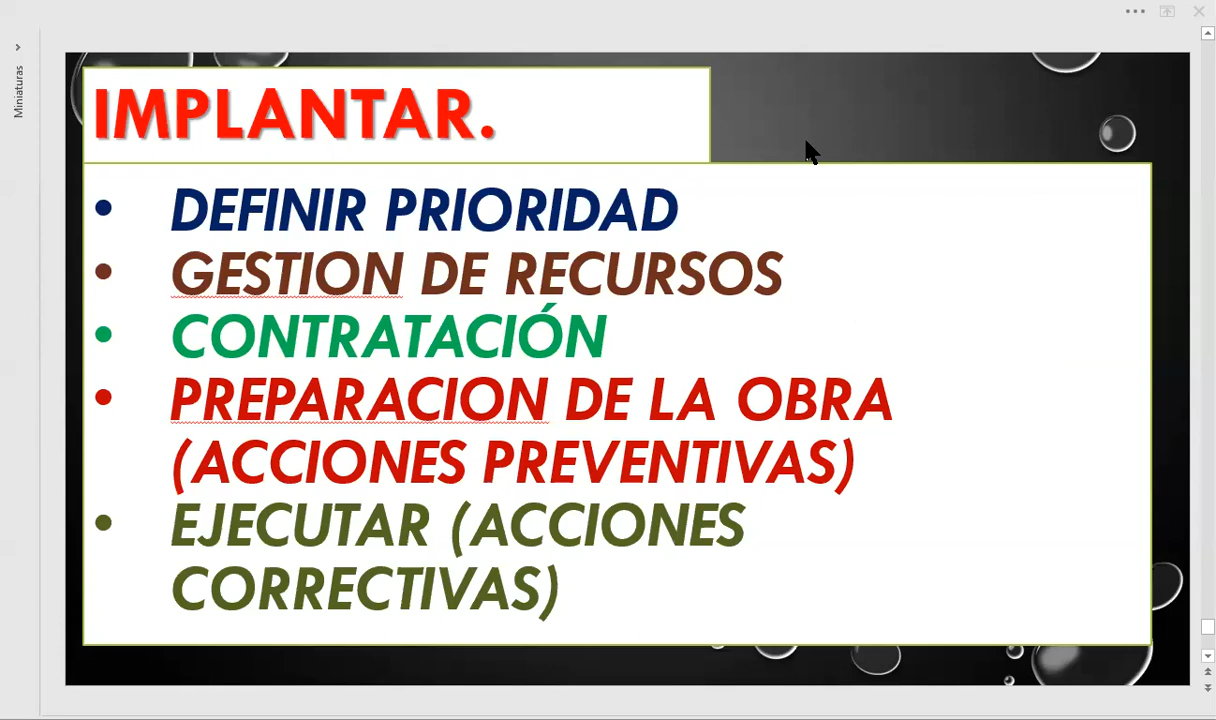 Miniaturas
IMPLANTAR.
• DEFINIR PRIORIDAD
• GESTION DE RECURSOS
• CONTRATACIÓN
• PREPARACION DE LA OBRA
(ACCIONES PREVENTIVAS)
• EJECUTAR (ACCIONES
CORRECTIVAS)